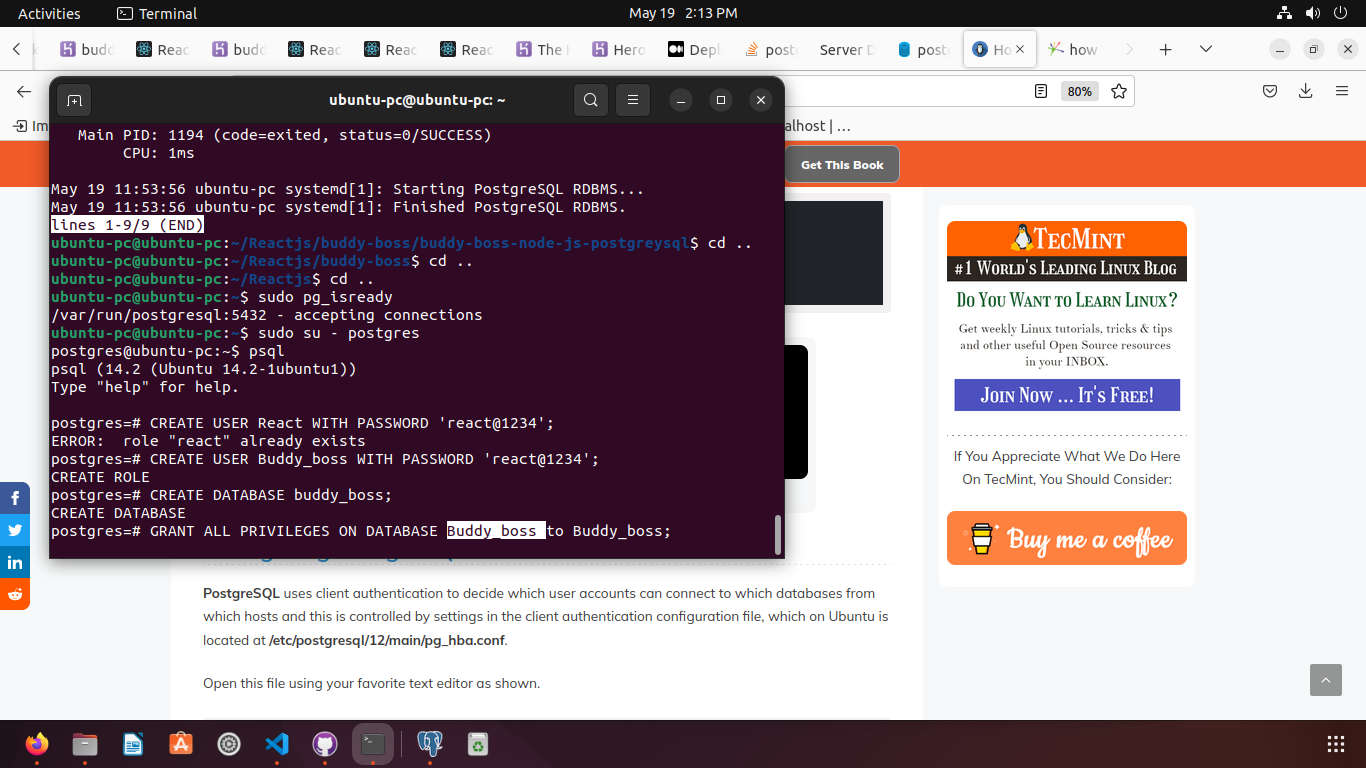 Activities
Terminal
May 19 2:13 PM
budd
Reac
budd
Reac
Reac
Reac
The
Hero
Depl
post
Server D
post
Ho
how
80%
Im
alhost | …
ubuntu-pc@ubuntu-pc: ~
Main PID: 1194 (code=exited, status=0/SUCCESS)
CPU: 1ms
May 19 11:53:56 ubuntu-pc systemd[1]: Starting PostgreSQL RDBMS...
May 19 11:53:56 ubuntu-pc systemd[1]: Finished PostgreSQL RDBMS.
lines 1-9/9 (END)
ubuntu-pc@ubuntu-pc:~/Reactjs/buddy-boss/buddy-boss-node-js-postgreysql$ cd ..
ubuntu-pc@ubuntu-pc:~/Reactjs/buddy-boss$ cd ..
ubuntu-pc@ubuntu-pc:~/Reactjs$ cd ..
ubuntu-pc@ubuntu-pc:~$ sudo pg_isready
/var/run/postgresql:5432 - accepting connections
ubuntu-pc@ubuntu-pc:~$ sudo su - postgres
postgres@ubuntu-pc:~$ psql
psql (14.2 (Ubuntu 14.2-1ubuntu1))
Type "help" for help.
postgres=# CREATE USER React WITH PASSWORD 'react@1234';
ERROR:  role "react" already exists
postgres=# CREATE USER Buddy_boss WITH PASSWORD 'react@1234';
CREATE ROLE
postgres=# CREATE DATABASE buddy_boss;
CREATE DATABASE
postgres=# GRANT ALL PRIVILEGES ON DATABASE Buddy_boss to Buddy_boss;
PostgreSQL uses client authentication to decide which user accounts can connect to which databases from
which hosts and this is controlled by settings in the client authentication configuration file, which on Ubuntu is
located at /etc/postgresql/12/main/pg_hba.conf.
Open this file using your favorite text editor as shown.
Get This Book
TECMINT
#1 World's Leading Linux Blog
Do You Want to Learn Linux?
Get weekly Linux tutorials, tricks & tips
and other useful Open Source resources
in your INBOX.
Join Now ... It's Free!
If You Appreciate What We Do Here
On TecMint, You Should Consider:
Buy me a coffee